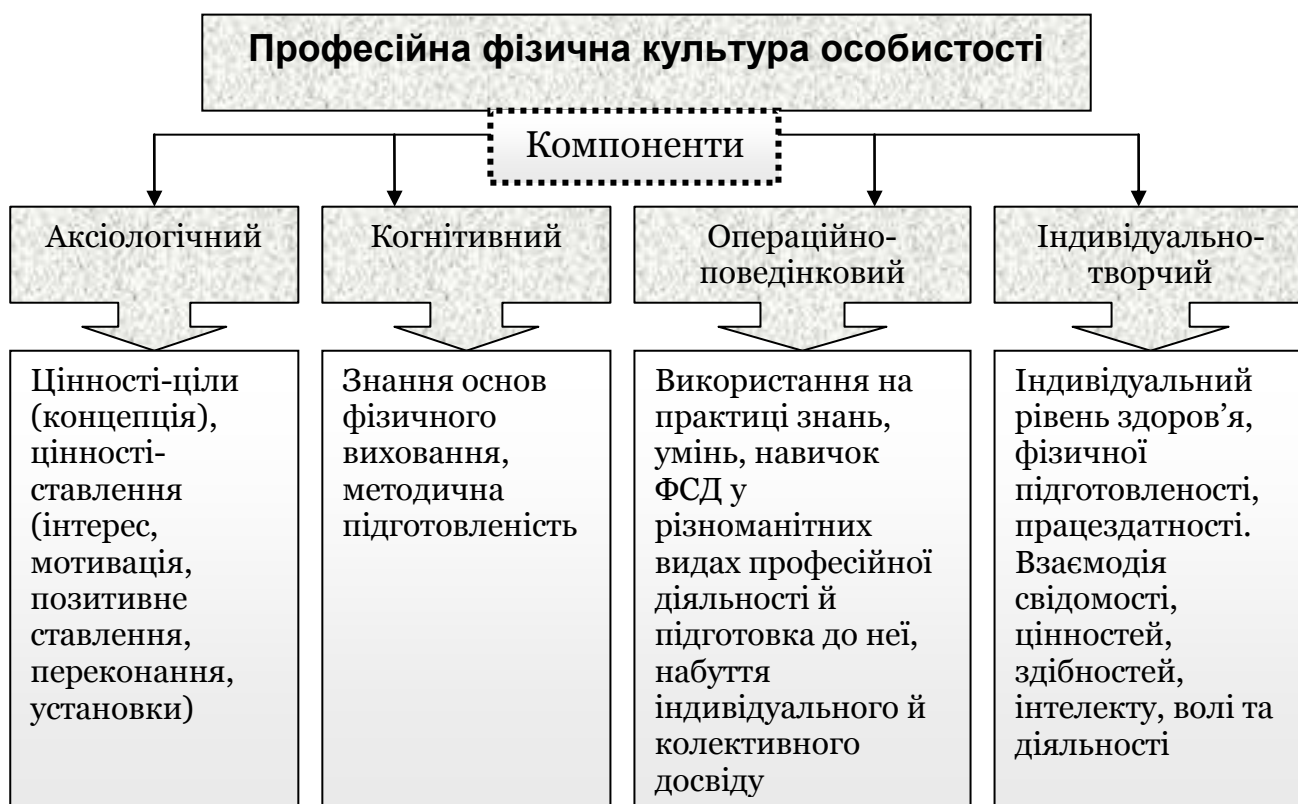 Професійна фізична культура особистості
Компоненти
Аксіологічний
Когнітивний
Операційно-
поведінковий
Індивідуально-
творчий
Цінності-ціли
(концепція),
цінності-
ставлення
(інтерес,
мотивація,
позитивне
ставлення,
переконання,
установки)
Знання основ
фізичного
виховання,
методична
підготовленість
Використання на
практиці знань,
умінь, навичок
ФСД у
різноманітних
видах професійної
діяльності й
підготовка до неї,
набуття
індивідуального й
колективного
досвіду
Індивідуальний
рівень здоров’я,
фізичної
підготовленості,
працездатності.
Взаємодія
свідомості,
цінностей,
здібностей,
інтелекту, волі та
діяльності